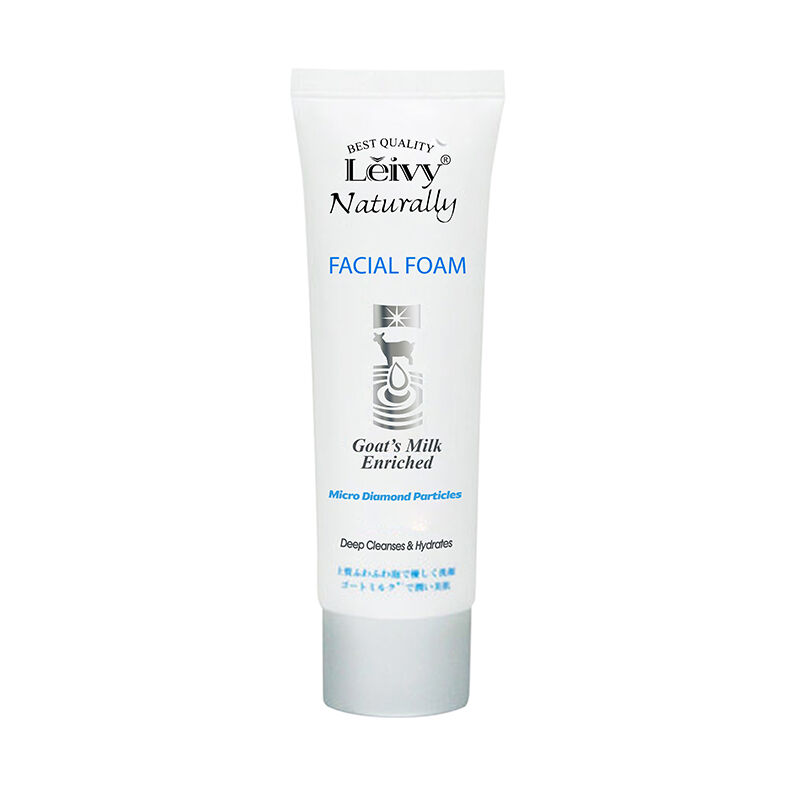 BEST QUALITY
Lěivy®
Naturally
FACIAL FOAM
Goat's Milk
Enriched
Micro Diamond Particles
Deep Cleanses & Hydrates
上質ふわふわ泡で優しく洗顔
ゴートミルク*¹で潤い美肌